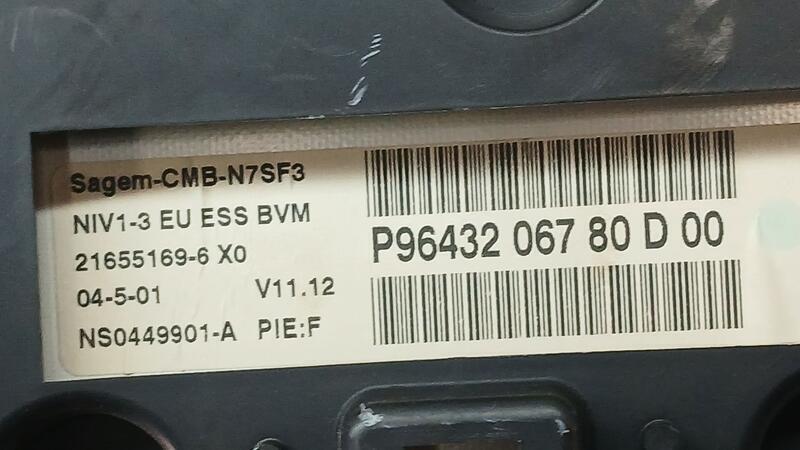 Sagem-CMB-N7SF3
NIV1-3 EU ESS BVM
21655169-6 X0
04-5-01 V11.12
NS0449901-A PIE:F
P96432 067 80 D 00